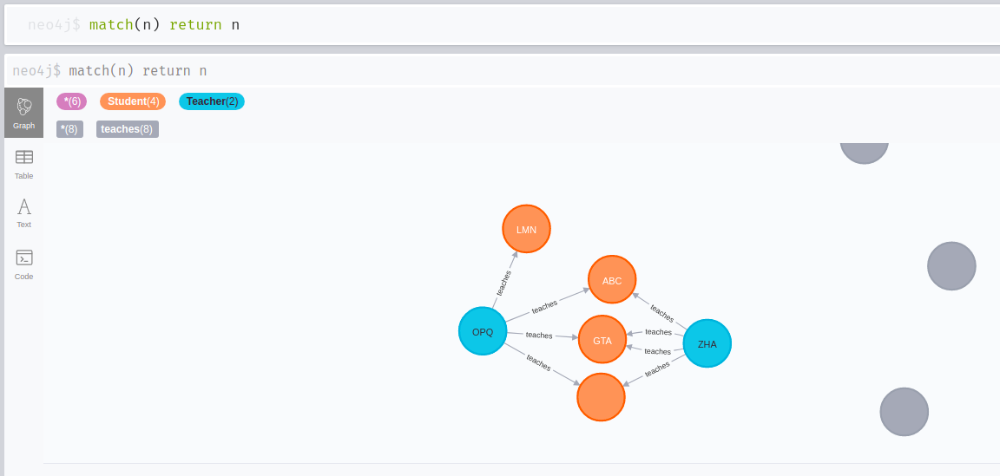 neo4j$ match(n) return n
neo4j$ match(n) return n
*(6) Student(4) Teacher(2)
*(8) teaches(8)
Graph
Table
Text
Code
LMN
teaches
ABC
teaches
teaches
OPQ
teaches
GTA
teaches
teaches
ZHA
teaches
teaches